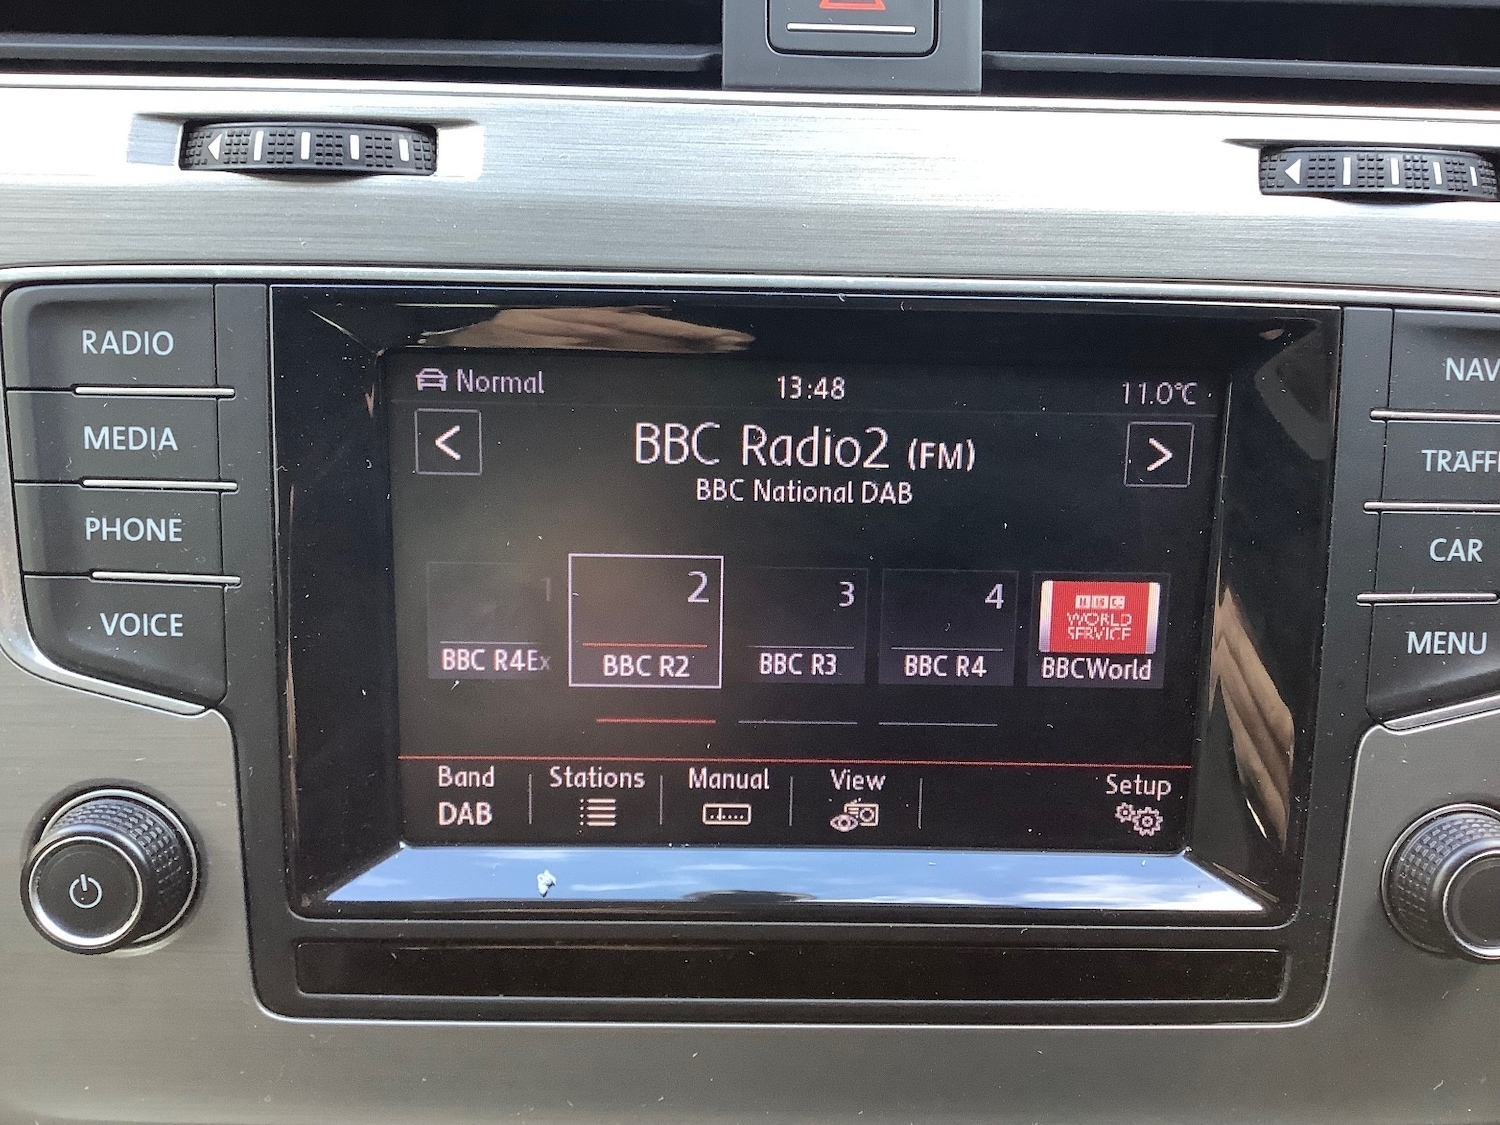 RADIO
MEDIA
PHONE
VOICE
Normal
13:48
11.0°C
<
BBC Radio2 (FM)
>
BBC National DAB
1
BBC R4Ex
2
BBC R2
3
BBC R3
4
BBC R4
BBC
WORLD
SERVICE
BBCWorld
Band
DAB
Stations
Manual
View
Setup
NAV
TRAFFI
CAR
MENU